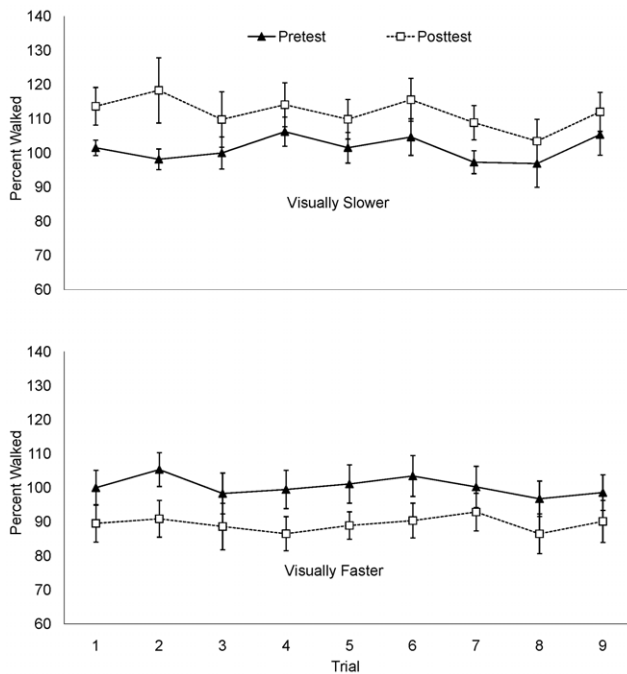 140
130
120
110
100
90
80
70
60
Percent Walked
Pretest
Posttest
Visually Slower
140
130
120
110
100
90
80
70
60
Percent Walked
Visually Faster
1 2 3 4 5 6 7 8 9
Trial